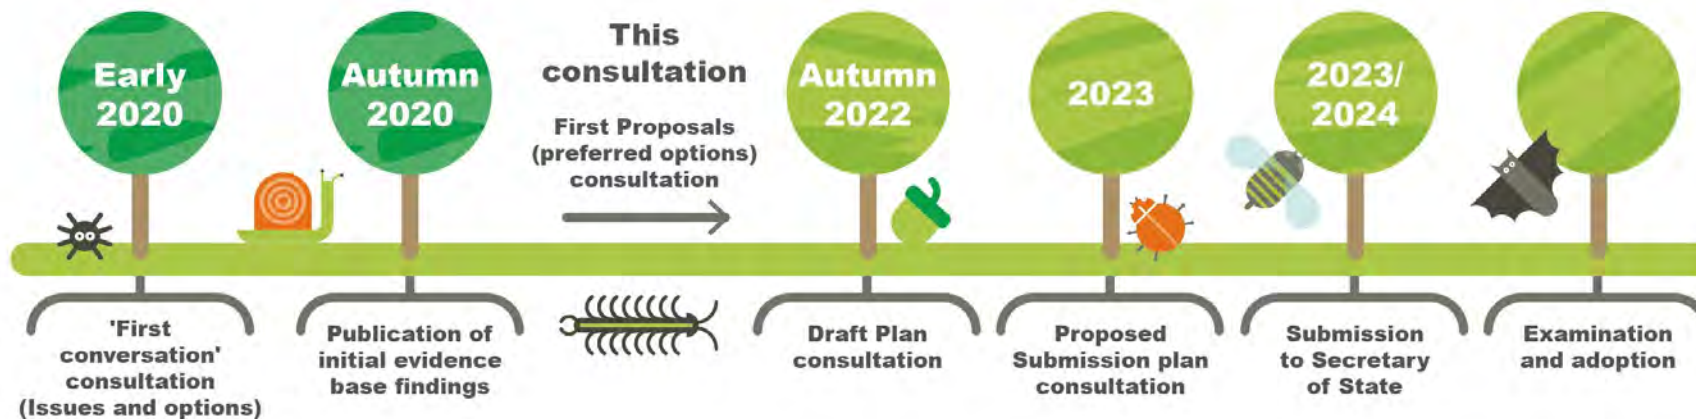 Early
2020
'First
conversation'
consultation
(Issues and options)
Autumn
2020
Publication of
initial evidence
base findings
This
consultation
First Proposals
(preferred options)
consultation
Autumn
2022
Draft Plan
consultation
2023
Proposed
Submission plan
consultation
2023/
2024
Submission
to Secretary
of State
Examination
and adoption